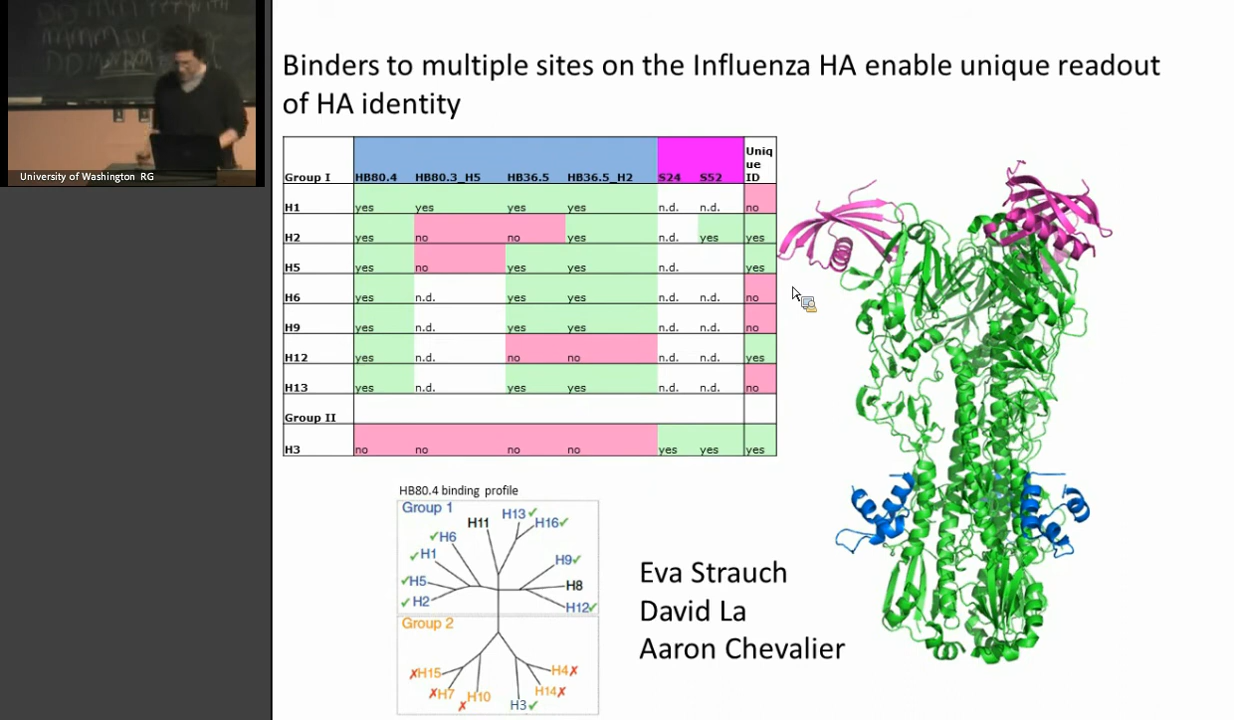 University of Washington RG
Binders to multiple sites on the Influenza HA enable unique readout
of HA identity
Group I HB80.4 HB80.3_H5 HB36.5 HB36.5_H2 S24 S52 Uniq ue ID
H1 yes yes yes yes n.d. n.d. no
H2 yes no no yes n.d. yes yes
H5 yes no yes yes n.d. yes
H6 yes n.d. yes yes n.d. n.d. no
H9 yes n.d. yes yes n.d. n.d. no
H12 yes n.d. no no n.d. n.d. yes
H13 yes n.d. yes yes n.d. n.d. no
Group II
H3 no no no no yes yes yes
HB80.4 binding profile
Group 1
H11 H13✓
H16✓
✓H6
✓H1
H9✓
✓H5
H8
✓H2
H12✓
Group 2
✗H15
H4✗
✗H7
✗H10
H14✗
H3✓
Eva Strauch
David La
Aaron Chevalier